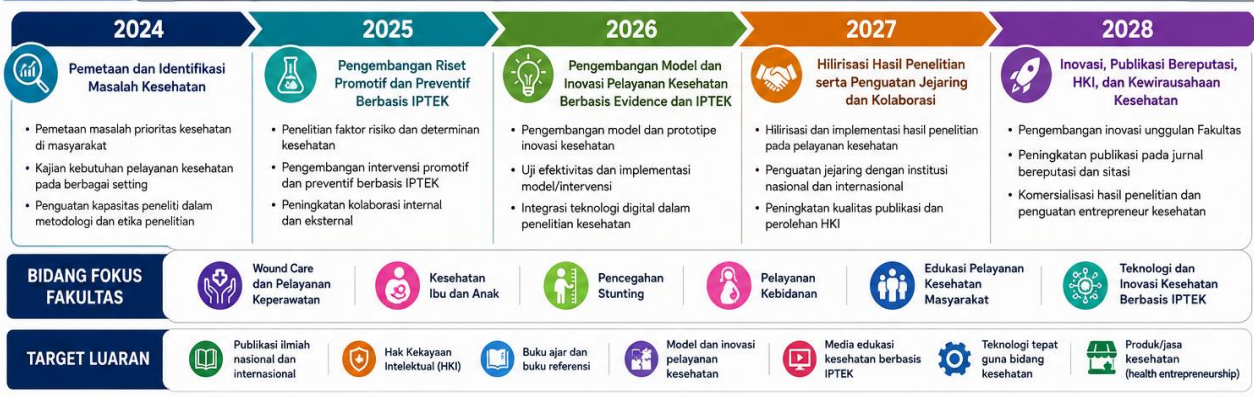 2024
2025
2026
2027
2028
Pemetaan dan Identifikasi
Masalah Kesehatan
• Pemetaan masalah prioritas kesehatan
di masyarakat
• Kajian kebutuhan pelayanan kesehatan
pada berbagai setting
• Penguatan kapasitas peneliti dalam
metodologi dan etika penelitian
Pengembangan Riset
Promotif dan Preventif
Berbasis IPTEK
• Penelitian faktor risiko dan determinan
kesehatan
• Pengembangan intervensi promotif
dan preventif berbasis IPTEK
• Peningkatan kolaborasi internal
dan eksternal
Pengembangan Model dan
Inovasi Pelayanan Kesehatan
Berbasis Evidence dan IPTEK
• Pengembangan model dan prototipe
inovasi kesehatan
• Uji efektivitas dan implementasi
model/intervensi
• Integrasi teknologi digital dalam
penelitian kesehatan
Hilirisasi Hasil Penelitian
serta Penguatan Jejaring
dan Kolaborasi
• Hilirisasi dan implementasi hasil penelitian
pada pelayanan kesehatan
• Penguatan jejaring dengan institusi
nasional dan internasional
• Peningkatan kualitas publikasi dan
perolehan HKI
Inovasi, Publikasi Bereputasi,
HKI, dan Kewirausahaan
Kesehatan
• Pengembangan inovasi unggulan Fakultas
• Peningkatan publikasi pada jurnal
bereputasi dan sitasi
• Komersialisasi hasil penelitian dan
penguatan entrepreneur kesehatan
BIDANG FOKUS
FAKULTAS
Wound Care
dan Pelayanan
Keperawatan
Kesehatan
Ibu dan Anak
Pencegahan
Stunting
Pelayanan
Kebidanan
Edukasi Pelayanan
Kesehatan
Masyarakat
Teknologi dan
Inovasi Kesehatan
Berbasis IPTEK
TARGET LUARAN
Publikasi ilmiah
nasional dan
internasional
Hak Kekayaan
Intelektual (HKI)
Buku ajar dan
buku referensi
Model dan inovasi
pelayanan
kesehatan
Media edukasi
kesehatan berbasis
IPTEK
Teknologi tepat
guna bidang
kesehatan
Produk/jasa
kesehatan
(health entrepreneurship)